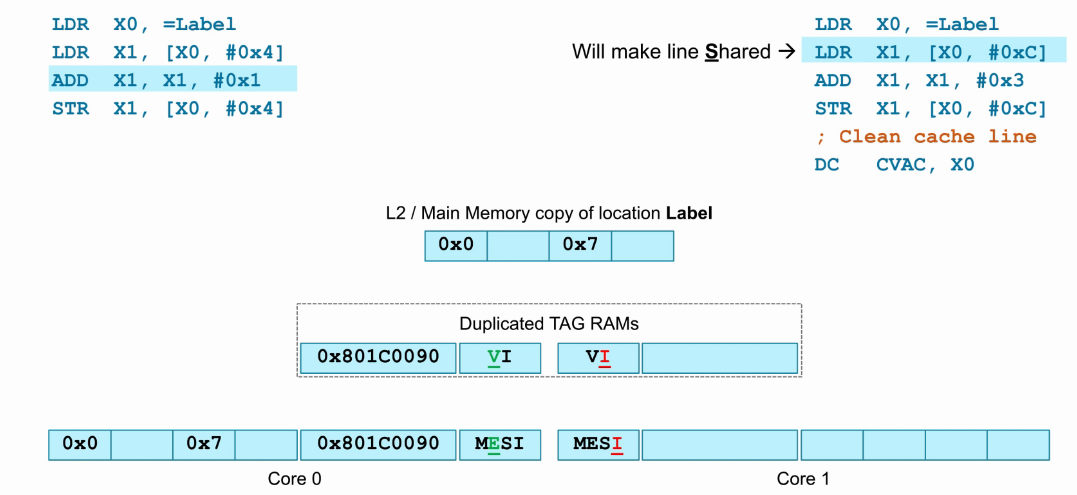 LDR X0, =Label
LDR X1, [X0, #0x4]
ADD X1, X1, #0x1
STR X1, [X0, #0x4]
Will make line Shared →
LDR X0, =Label
LDR X1, [X0, #0xC]
ADD X1, X1, #0x3
STR X1, [X0, #0xC]
; Clean cache line
DC CVAC, X0
L2 / Main Memory copy of location Label
0x0 0x7
Duplicated TAG RAMs
0x801C0090 VI VI
0x0 0x7 0x801C0090 MESI MESI
Core 0 Core 1